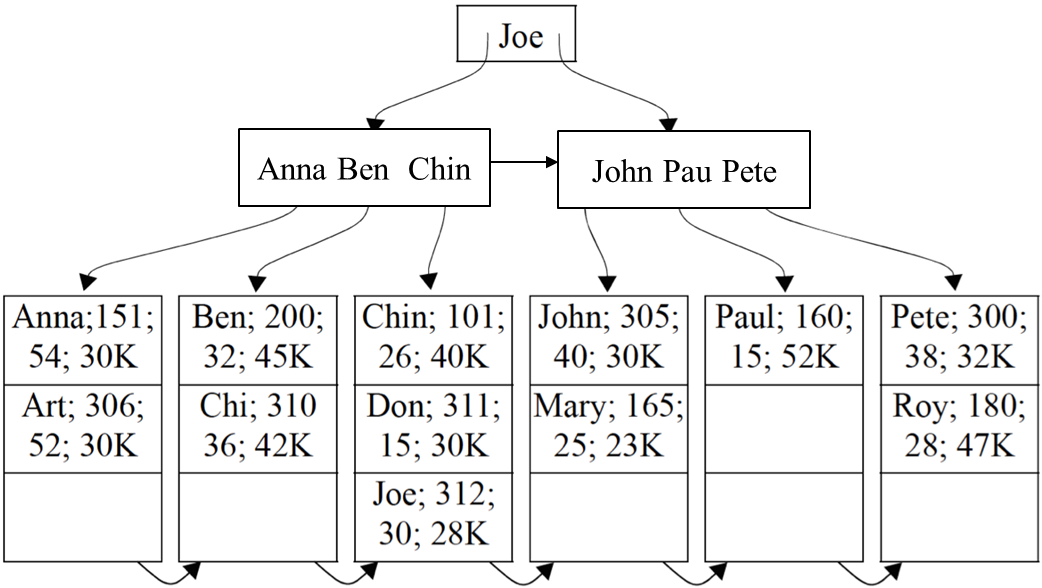 Joe
Anna Ben Chin
John Pau Pete
Anna;151;
54; 30K
Art; 306;
52; 30K
Ben; 200;
32; 45K
Chi; 310
36; 42K
Chin; 101;
26; 40K
Don; 311;
15; 30K
Joe; 312;
30; 28K
John; 305;
40; 30K
Mary; 165;
25; 23K
Paul; 160;
15; 52K
Pete; 300;
38; 32K
Roy; 180;
28; 47K